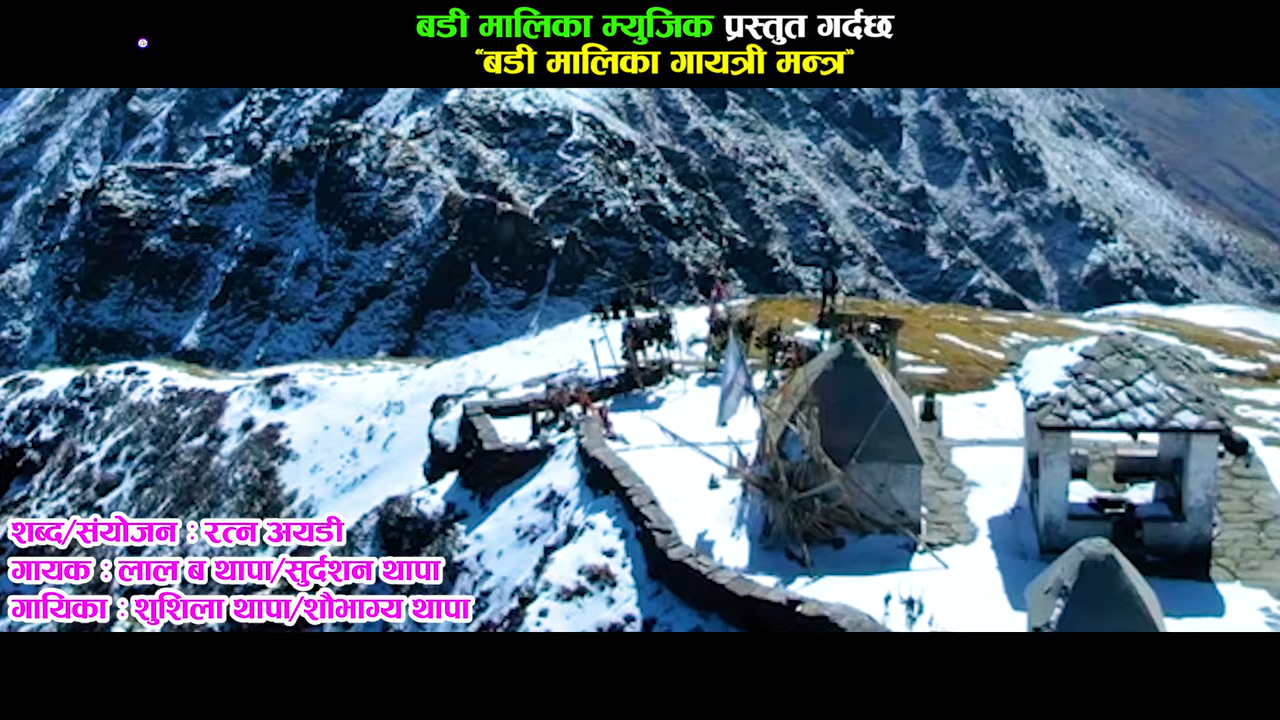 बडी मालिका म्युजिक प्रस्तुत गर्दछ
“बडी मालिका गायत्री मन्त्र”
शब्द/संयोजन : रत्न अयडी
गायक : लाल ब थापा/सुर्दशन थापा
गायिका : शुशिला थापा/शौभाग्य थापा